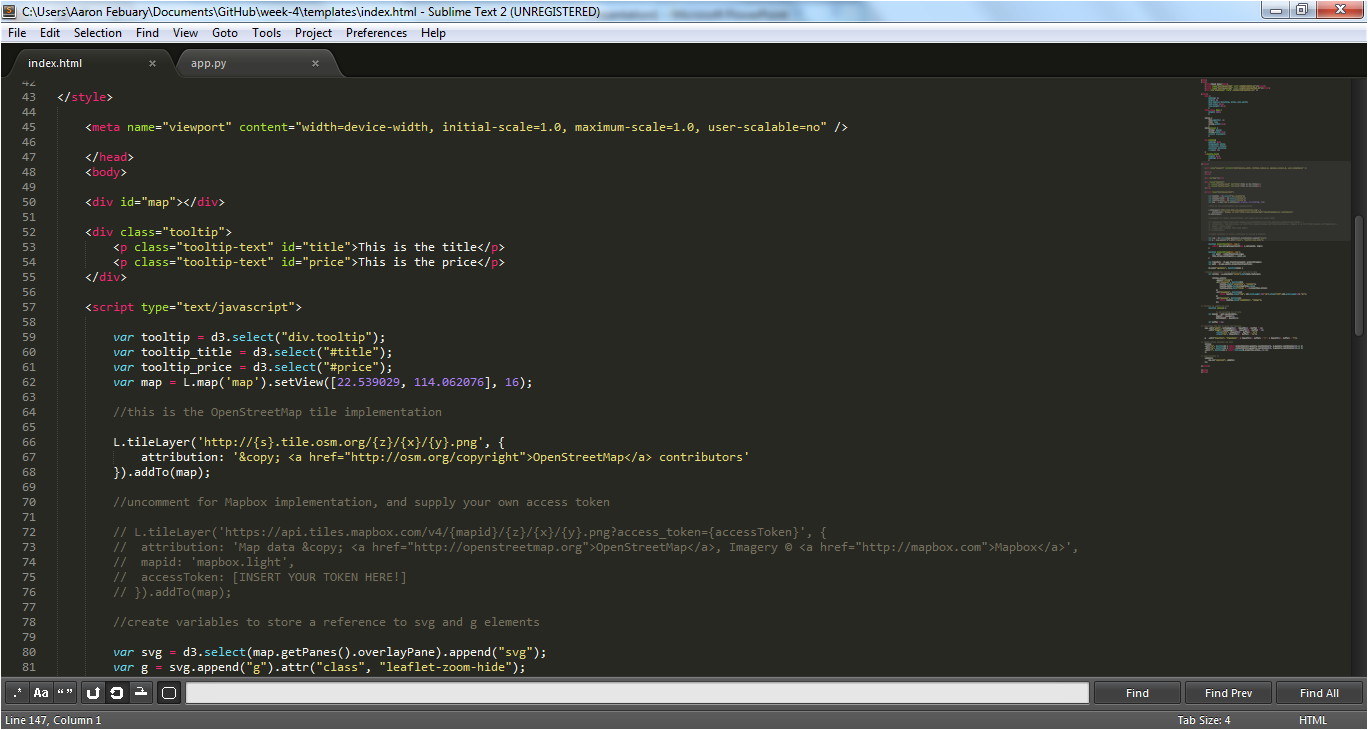 C:\Users\Aaron Febuary\Documents\GitHub\week-4\templates\index.html - Sublime Text 2 (UNREGISTERED)
File Edit Selection Find View Goto Tools Project Preferences Help
index.html × app.py ×
42
43 </style>
44
45 <meta name="viewport" content="width=device-width, initial-scale=1.0, maximum-scale=1.0, user-scalable=no" />
46
47 </head>
48 <body>
49
50 <div id="map"></div>
51
52 <div class="tooltip">
53 <p class="tooltip-text" id="title">This is the title</p>
54 <p class="tooltip-text" id="price">This is the price</p>
55 </div>
56
57 <script type="text/javascript">
58
59 var tooltip = d3.select("div.tooltip");
60 var tooltip_title = d3.select("#title");
61 var tooltip_price = d3.select("#price");
62 var map = L.map('map').setView([22.539029, 114.062076], 16);
63
64 //this is the OpenStreetMap tile implementation
65
66 L.tileLayer('http://{s}.tile.osm.org/{z}/{x}/{y}.png', {
67 attribution: '&copy; <a href="http://osm.org/copyright">OpenStreetMap</a> contributors'
68 }).addTo(map);
69
70 //uncomment for Mapbox implementation, and supply your own access token
71
72 // L.tileLayer('https://api.tiles.mapbox.com/v4/{mapid}/{z}/{x}/{y}.png?access_token={accessToken}', {
73 // attribution: 'Map data &copy; <a href="http://openstreetmap.org">OpenStreetMap</a>, Imagery © <a href="http://mapbox.com">Mapbox</a>',
74 // mapid: 'mapbox.light',
75 // accessToken: [INSERT YOUR TOKEN HERE!]
76 // }).addTo(map);
77
78 //create variables to store a reference to svg and g elements
79
80 var svg = d3.select(map.getPanes().overlayPane).append("svg");
81 var g = svg.append("g").attr("class", "leaflet-zoom-hide");
.* Aa “” Find Find Prev Find All
Line 147, Column 1 Tab Size: 4 HTML